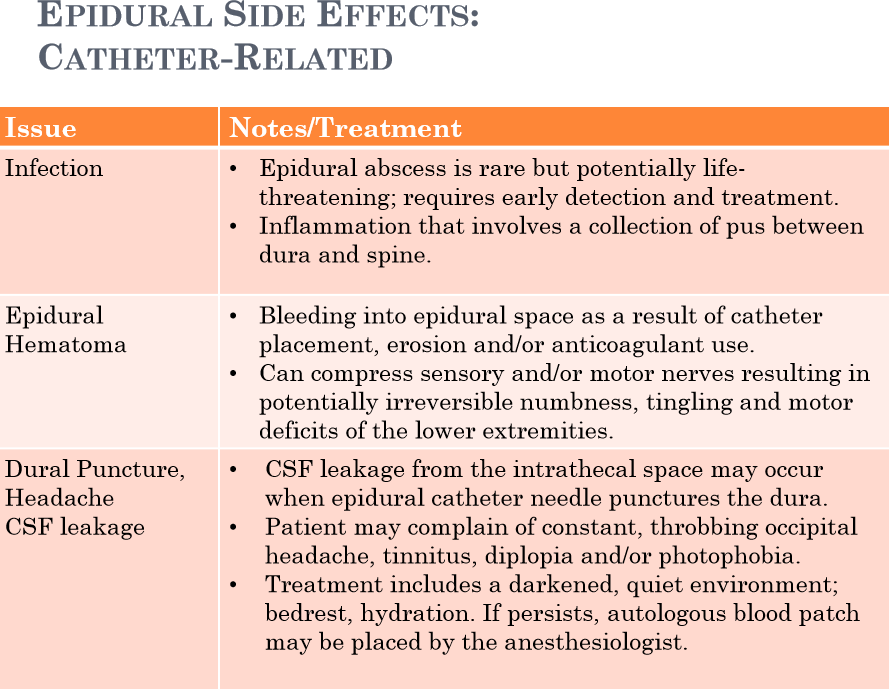 EPIDURAL SIDE EFFECTS:
CATHETER-RELATED
Issue
Notes/Treatment
Infection
• Epidural abscess is rare but potentially life-
threatening; requires early detection and treatment.
• Inflammation that involves a collection of pus between
dura and spine.
Epidural
Hematoma
• Bleeding into epidural space as a result of catheter
placement, erosion and/or anticoagulant use.
• Can compress sensory and/or motor nerves resulting in
potentially irreversible numbness, tingling and motor
deficits of the lower extremities.
Dural Puncture,
Headache
CSF leakage
• CSF leakage from the intrathecal space may occur
when epidural catheter needle punctures the dura.
• Patient may complain of constant, throbbing occipital
headache, tinnitus, diplopia and/or photophobia.
• Treatment includes a darkened, quiet environment;
bedrest, hydration. If persists, autologous blood patch
may be placed by the anesthesiologist.